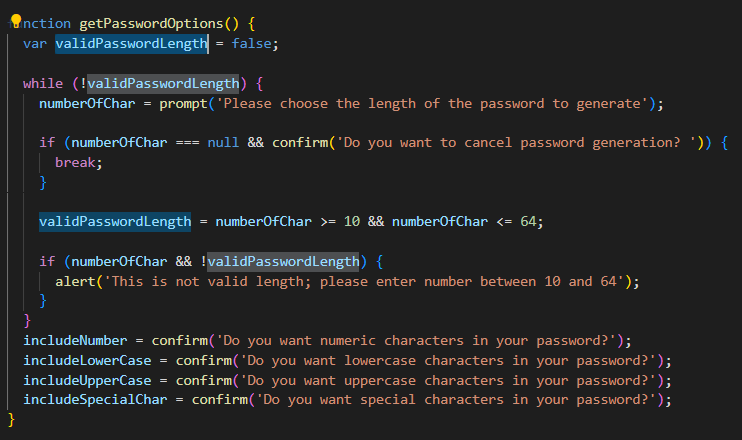 function getPasswordOptions() {
  var validPasswordLength = false;

  while (!validPasswordLength) {
    numberOfChar = prompt('Please choose the length of the password to generate');

    if (numberOfChar === null && confirm('Do you want to cancel password generation? ')) {
      break;
    }

    validPasswordLength = numberOfChar >= 10 && numberOfChar <= 64;

    if (numberOfChar && !validPasswordLength) {
      alert('This is not valid length; please enter number between 10 and 64');
    }
  }
  includeNumber = confirm('Do you want numeric characters in your password?');
  includeLowerCase = confirm('Do you want lowercase characters in your password?');
  includeUpperCase = confirm('Do you want uppercase characters in your password?');
  includeSpecialChar = confirm('Do you want special characters in your password?');
}